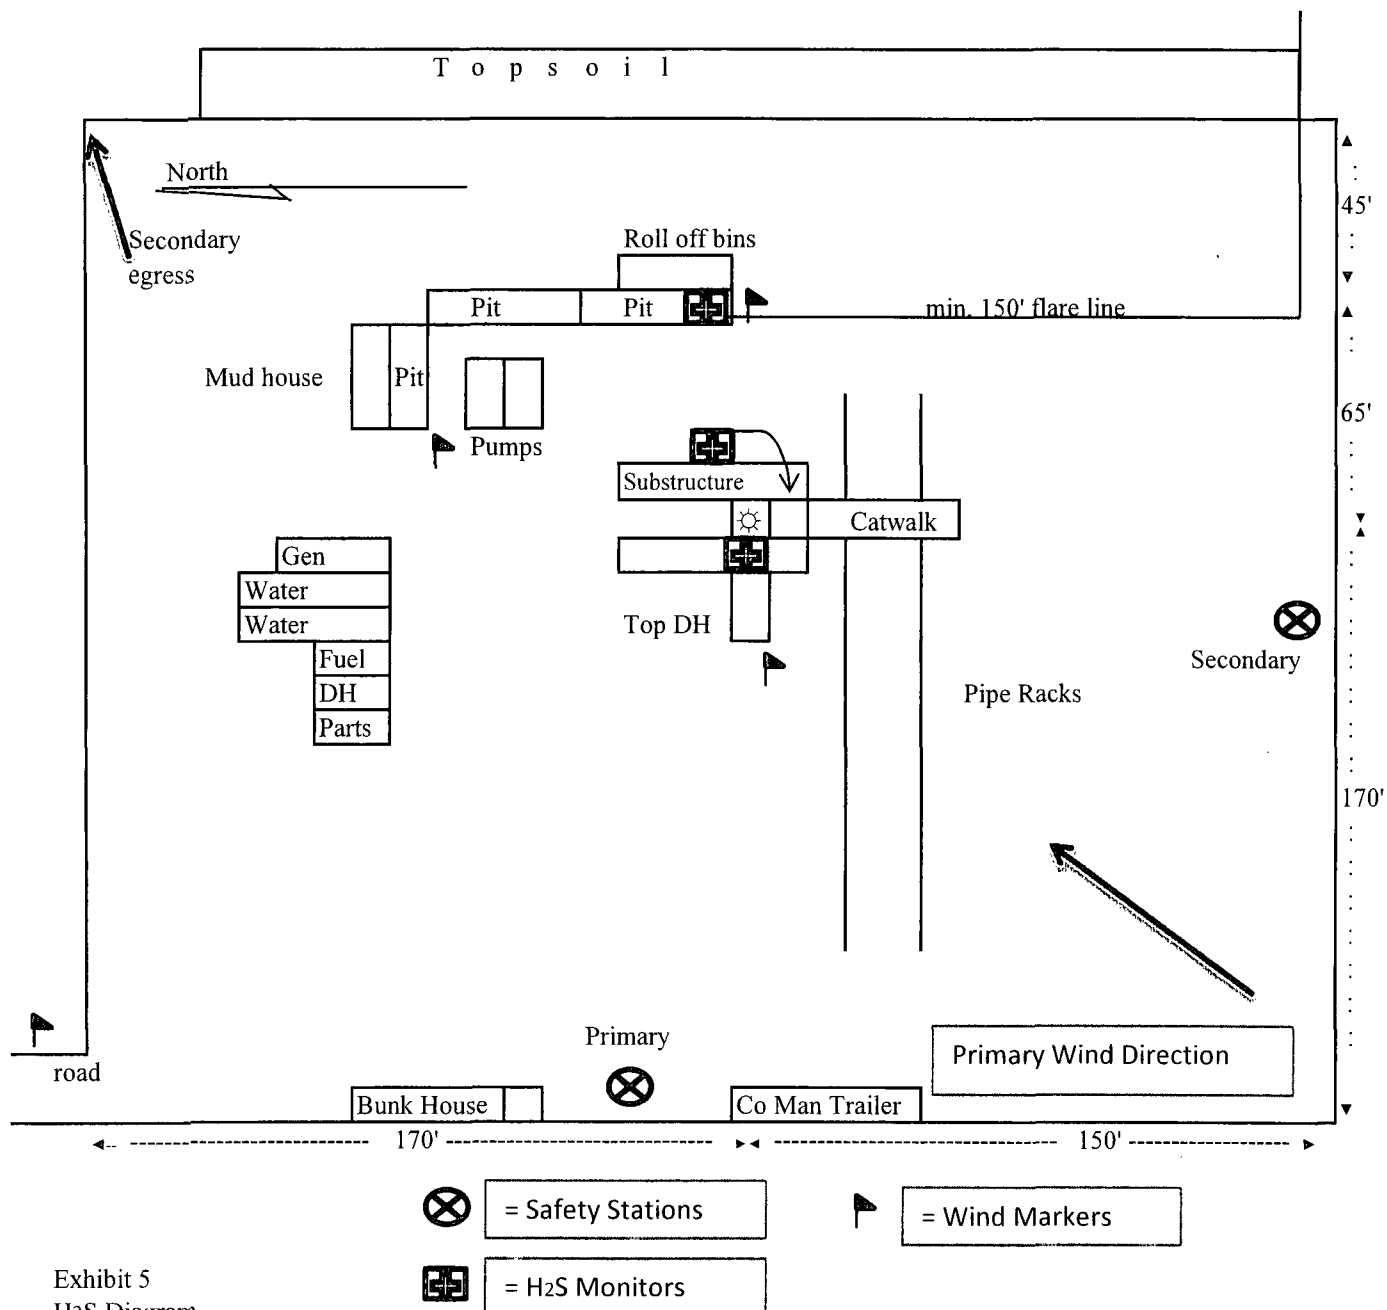 T o p s o i l
North
45'
Secondary
egress
Roll off bins
Pit
Pit
min. 150' flare line
Mud house
Pit
65'
Pumps
Substructure
Catwalk
Gen
Water
Water
Top DH
Fuel
Secondary
DH
Pipe Racks
Parts
170'
Primary
Primary Wind Direction
road
Bunk House
Co Man Trailer
170'
150'
= Safety Stations
= Wind Markers
Exhibit 5
= H2S Monitors
H2S Diagram